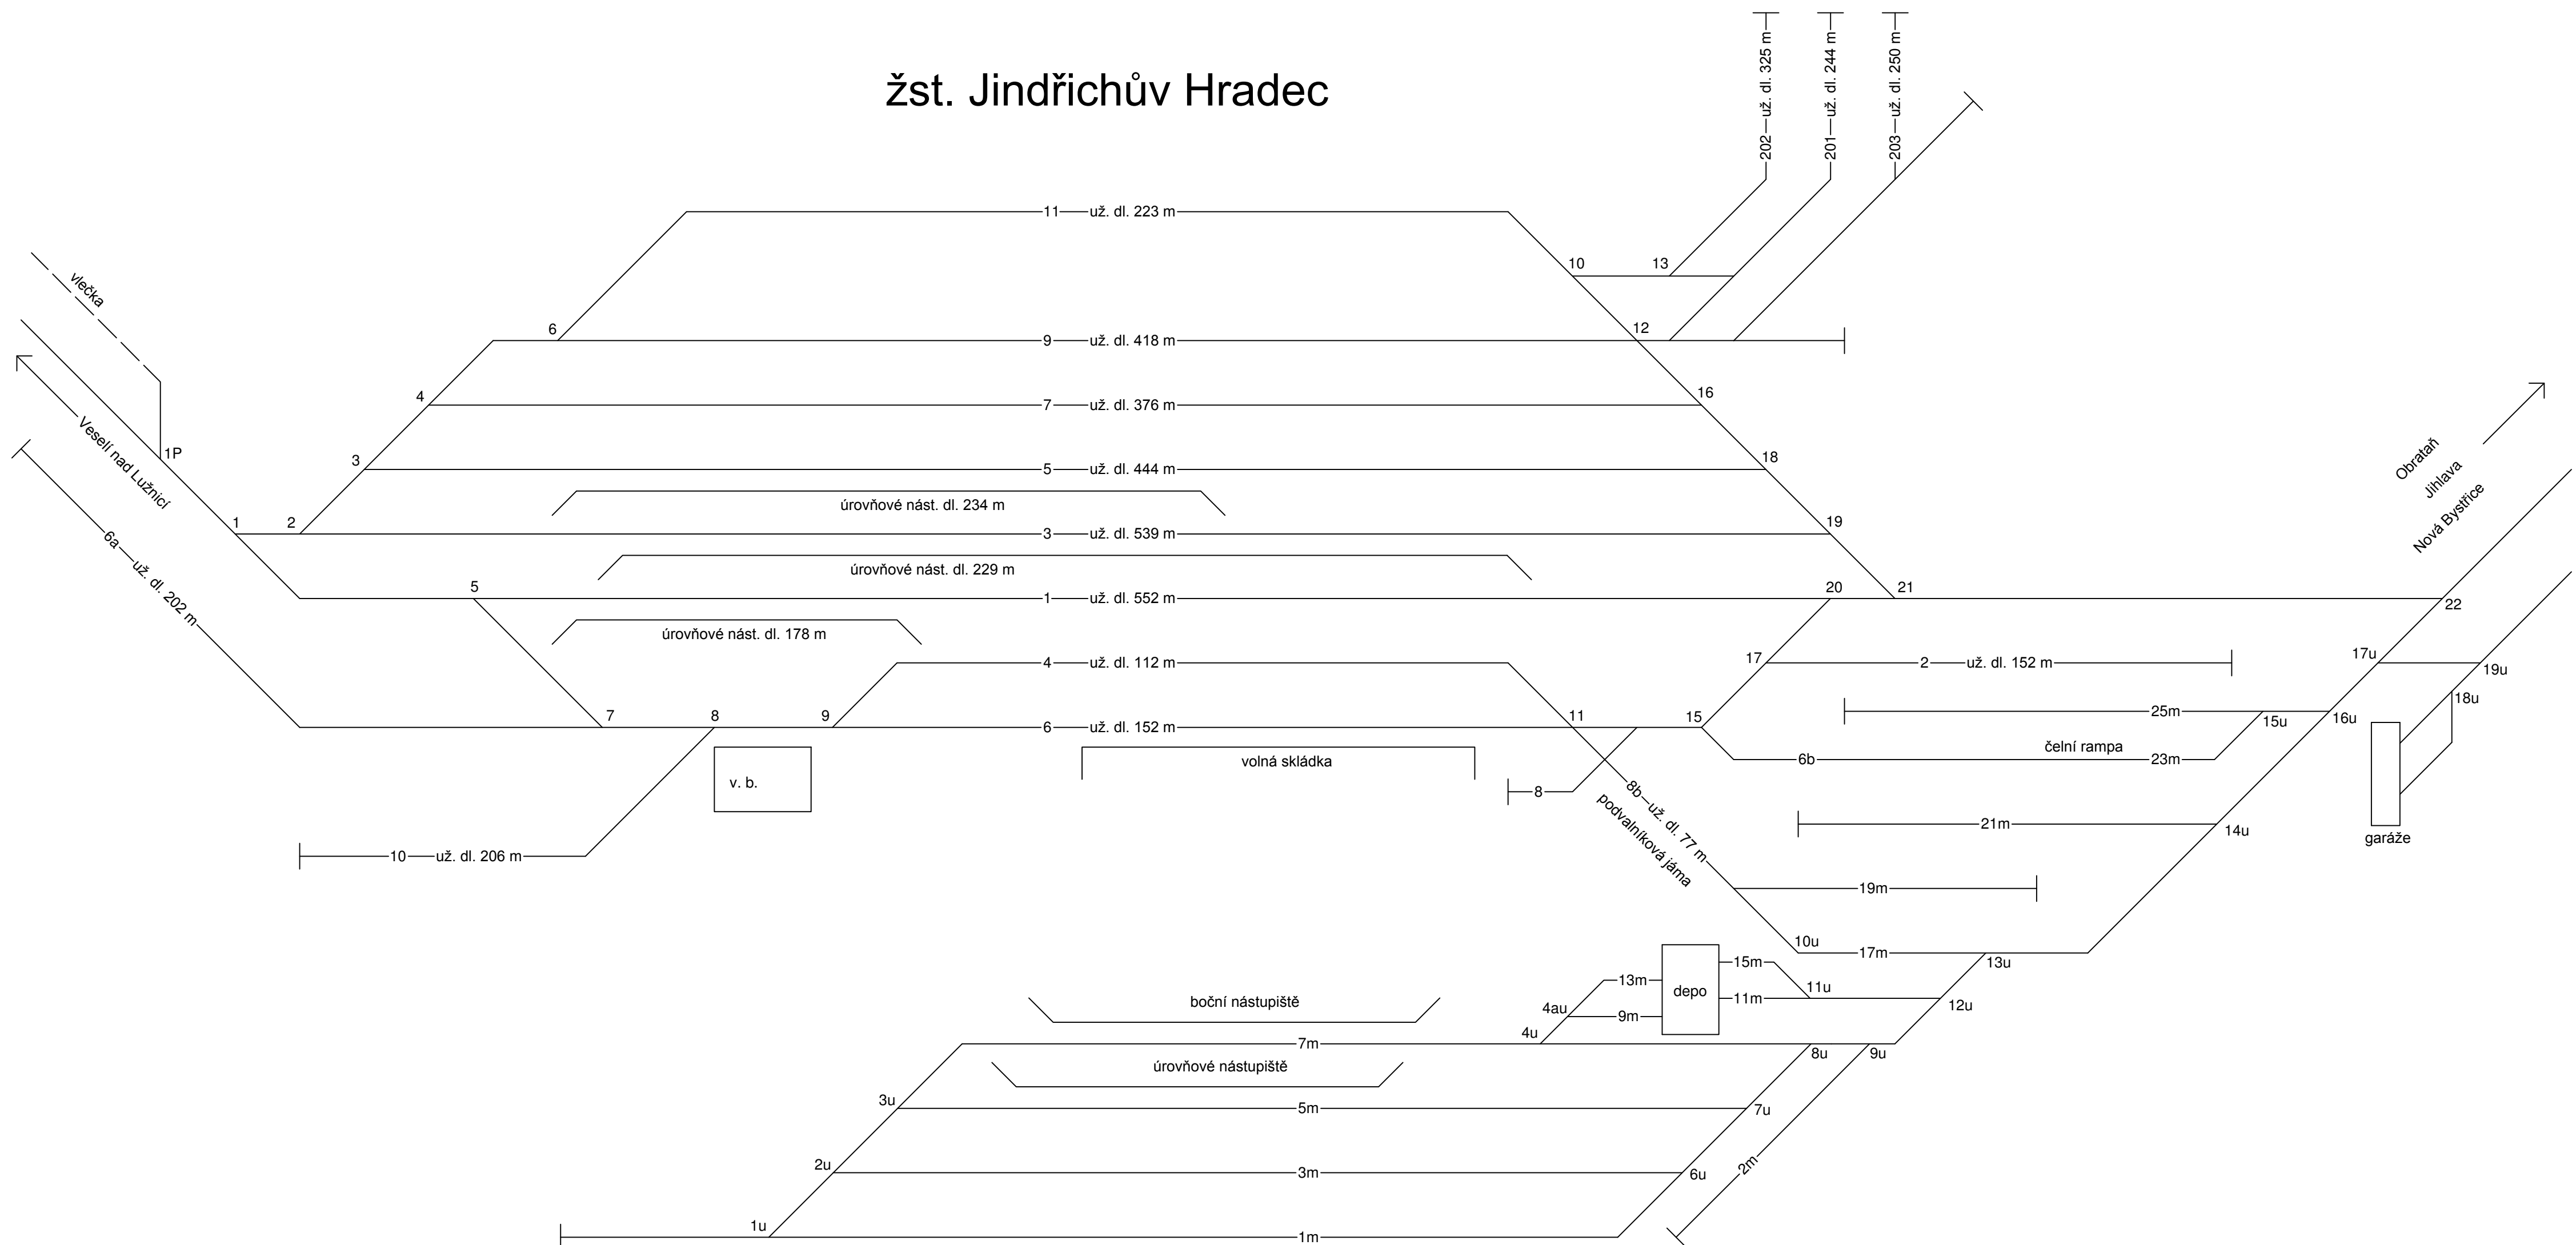 žst. Jindřichův Hradec
202 už. dl. 325 m
201 už. dl. 244 m
203 už. dl. 250 m
11 už. dl. 223 m
vlečka
10
13
6
9 už. dl. 418 m
12
4
7 už. dl. 376 m
16
Veselí nad Lužnicí
1P
3
5 už. dl. 444 m
18
Obrataň
Jihlava
Nová Bystřice
úrovňové nást. dl. 234 m
1
2
3 už. dl. 539 m
19
6a už. dl. 202 m
úrovňové nást. dl. 229 m
5
1 už. dl. 552 m
20
21
22
úrovňové nást. dl. 178 m
4 už. dl. 112 m
17
2 už. dl. 152 m
17u
19u
18u
7
8
9
6 už. dl. 152 m
11
15
25m
15u
16u
v. b.
volná skládka
6b
čelní rampa
23m
8
8b už. dl. 77 m
podvalníková jáma
21m
14u
garáže
10 už. dl. 206 m
19m
10u
17m
13u
15m
13m
depo
11u
boční nástupiště
4au
9m
11m
12u
4u
7m
8u
9u
úrovňové nástupiště
3u
5m
7u
2u
3m
6u
2m
1u
1m